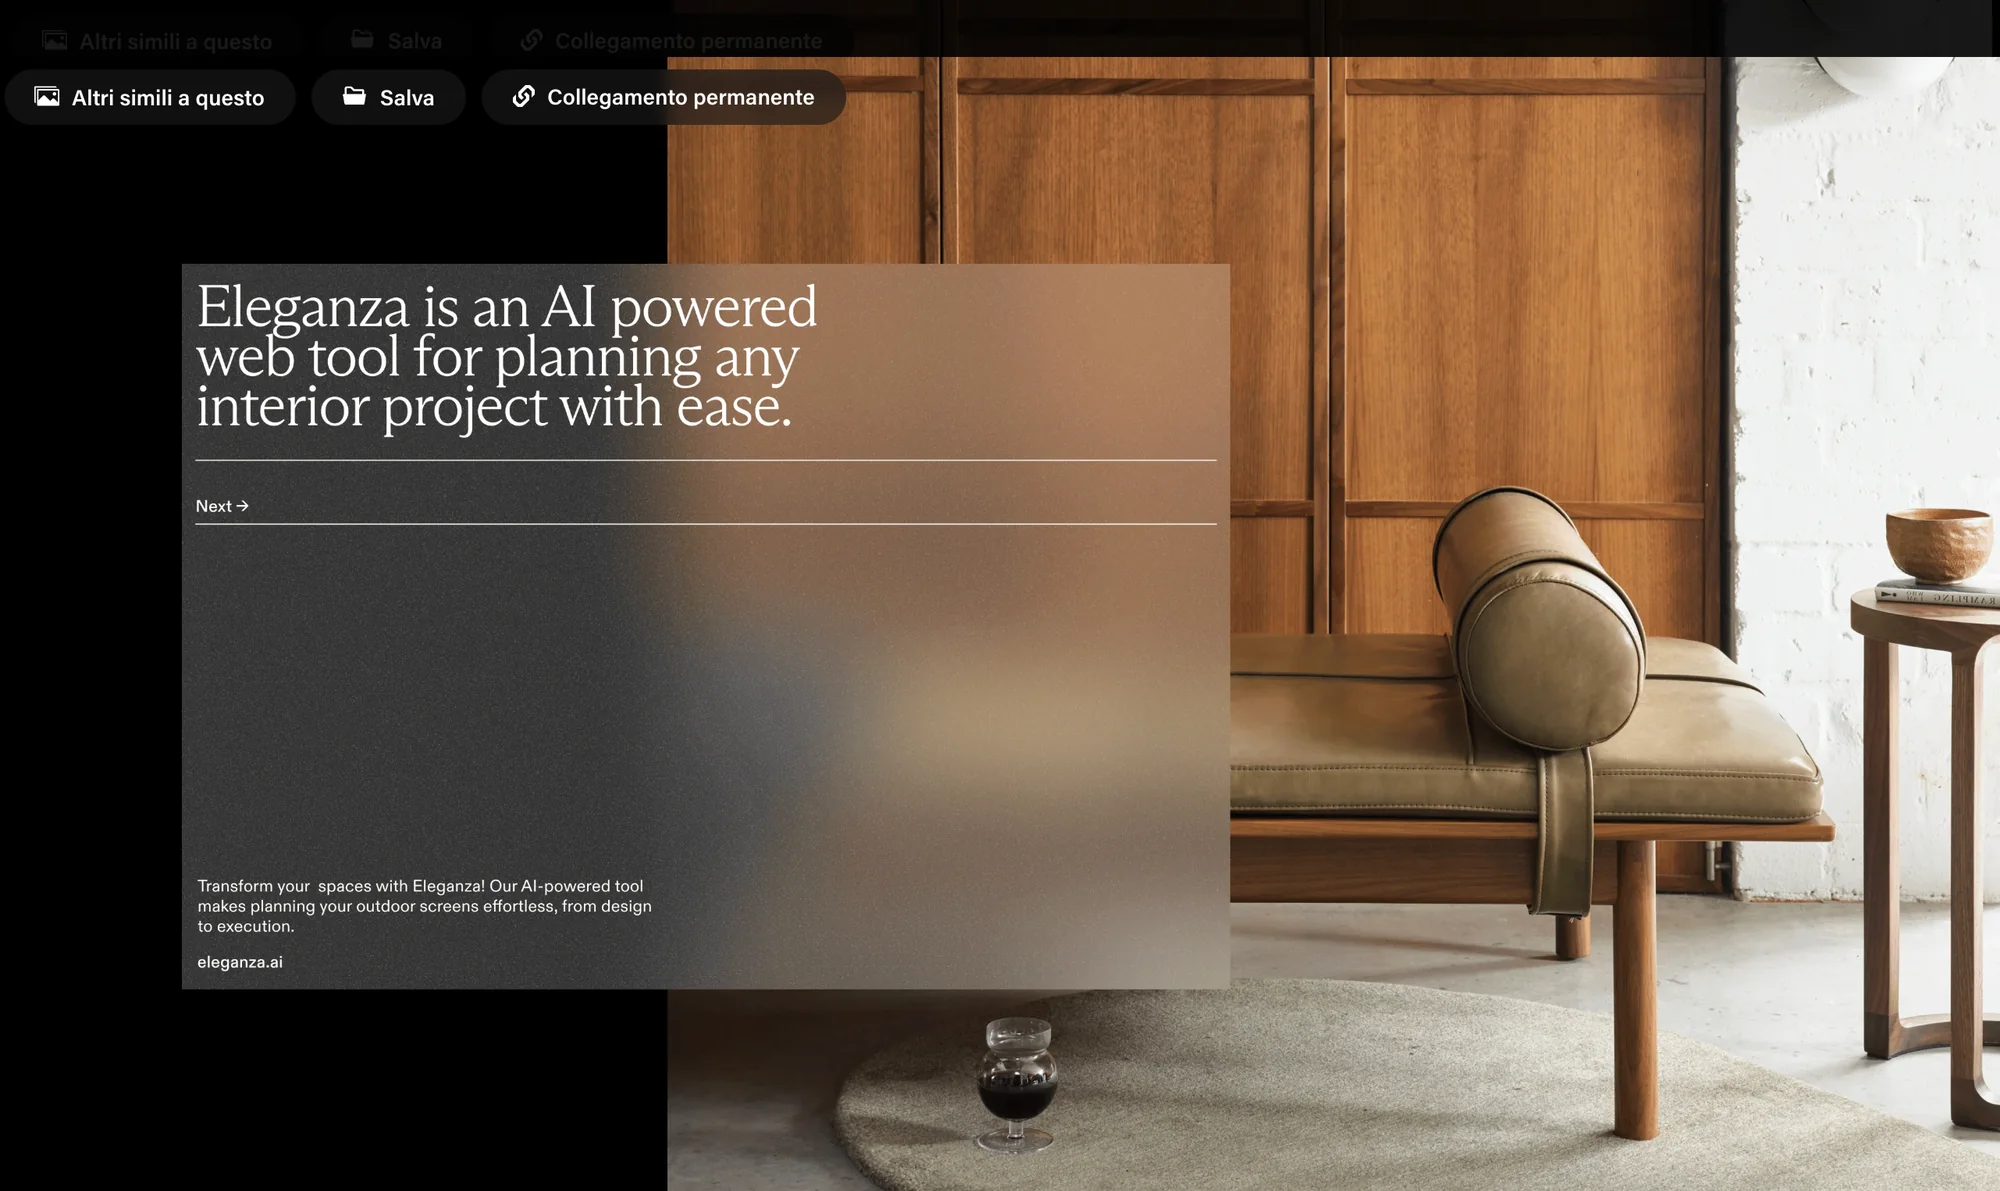 Altri simili a questo
Salva
Collegamento permanente
Altri simili a questo
Salva
Collegamento permanente
Eleganza is an AI powered
web tool for planning any
interior project with ease.
Next →
Transform your  spaces with Eleganza! Our AI-powered tool
makes planning your outdoor screens effortless, from design
to execution.
eleganza.ai
RAMPLING